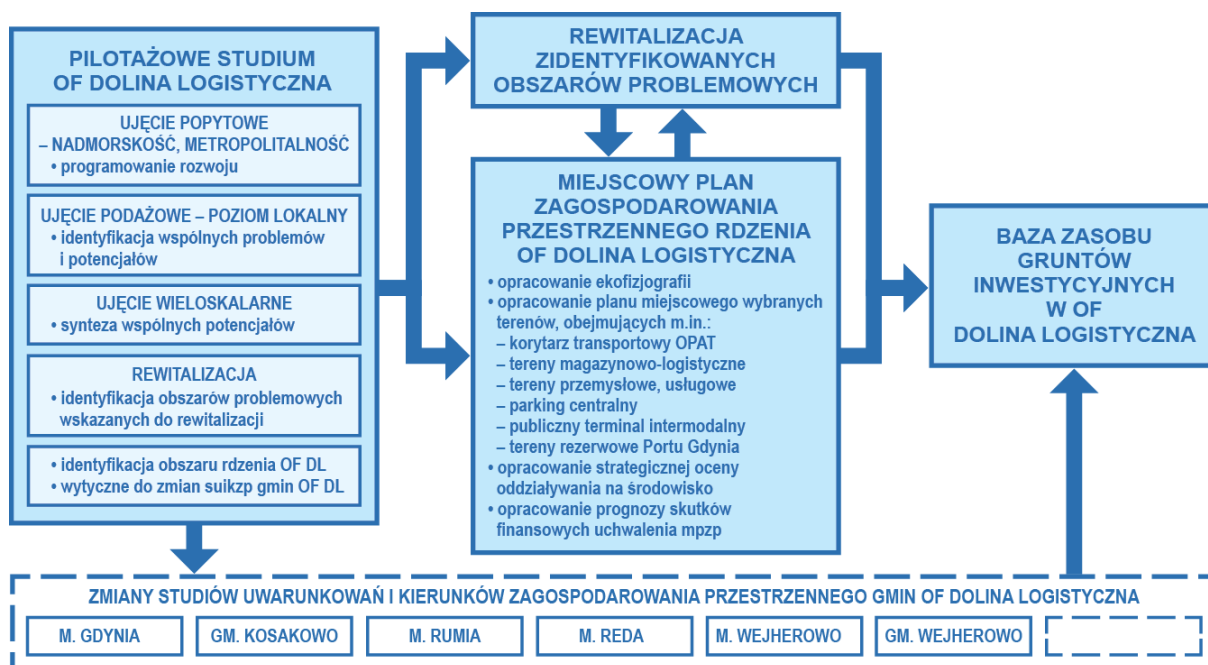 PILOTAŻOWE STUDIUM
OF DOLINA LOGISTYCZNA
UJĘCIE POPYTOWE
– NADMORSKOŚĆ, METROPOLITALNOŚĆ
• programowanie rozwoju
UJĘCIE PODAŻOWE – POZIOM LOKALNY
• identyfikacja wspólnych problemów
i potencjałów
UJĘCIE WIELOSKALARNE
• synteza wspólnych potencjałów
REWITALIZACJA
• identyfikacja obszarów problemowych
wskazanych do rewitalizacji
• identyfikacja obszaru rdzenia OF DL
• wytyczne do zmian suikzp gmin OF DL
REWITALIZACJA
ZIDENTYFIKOWANYCH
OBSZARÓW PROBLEMOWYCH
MIEJSCOWY PLAN
ZAGOSPODAROWANIA
PRZESTRZENNEGO RDZENIA
OF DOLINA LOGISTYCZNA
• opracowanie ekofizjografii
• opracowanie planu miejscowego wybranych
terenów, obejmujących m.in.:
– korytarz transportowy OPAT
– tereny magazynowo-logistyczne
– tereny przemysłowe, usługowe
– parking centralny
– publiczny terminal intermodalny
– tereny rezerwowe Portu Gdynia
• opracowanie strategicznej oceny
oddziaływania na środowisko
• opracowanie prognozy skutków
finansowych uchwalenia mpzp
BAZA ZASOBU
GRUNTÓW
INWESTYCYJNYCH
W OF
DOLINA LOGISTYCZNA
ZMIANY STUDIÓW UWARUNKOWAŃ I KIERUNKÓW ZAGOSPODAROWANIA PRZESTRZENNEGO GMIN OF DOLINA LOGISTYCZNA
M. GDYNIA
GM. KOSAKOWO
M. RUMIA
M. REDA
M. WEJHEROWO
GM. WEJHEROWO